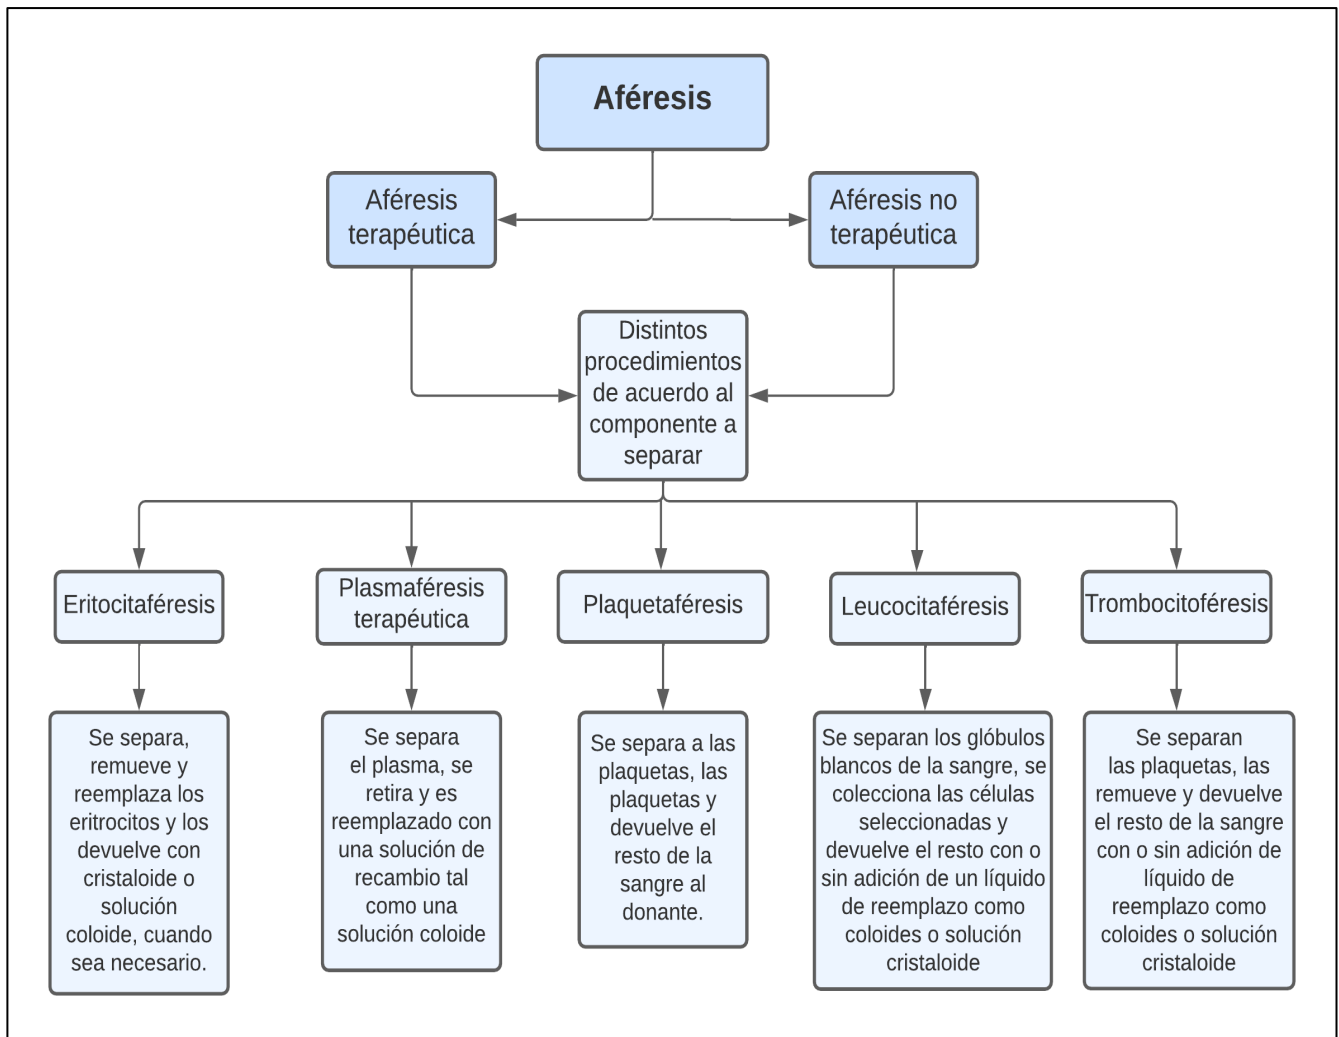 Aféresis
Aféresis
terapéutica
Aféresis no
terapéutica
Distintos
procedimientos
de acuerdo al
componente a
separar
Eritocitaféresis
Plasmaféresis
terapéutica
Plaquetaféresis
Leucocitaféresis
Trombocitoféresis
Se separa,
remueve y
reemplaza los
eritrocitos y los
devuelve con
cristaloide o
solución
coloide, cuando
sea necesario.
Se separa
el plasma, se
retira y es
reemplazado con
una solución de
recambio tal
como una
solución coloide
Se separa a las
plaquetas, las
plaquetas y
devuelve el
resto de la
sangre al
donante.
Se separan los glóbulos
blancos de la sangre, se
colecciona las células
seleccionadas y
devuelve el resto con o
sin adición de un líquido
de reemplazo como
coloides o solución
cristaloide
Se separan
las plaquetas, las
remueve y devuelve
el resto de la sangre
con o sin adición de
líquido de
reemplazo como
coloides o solución
cristaloide